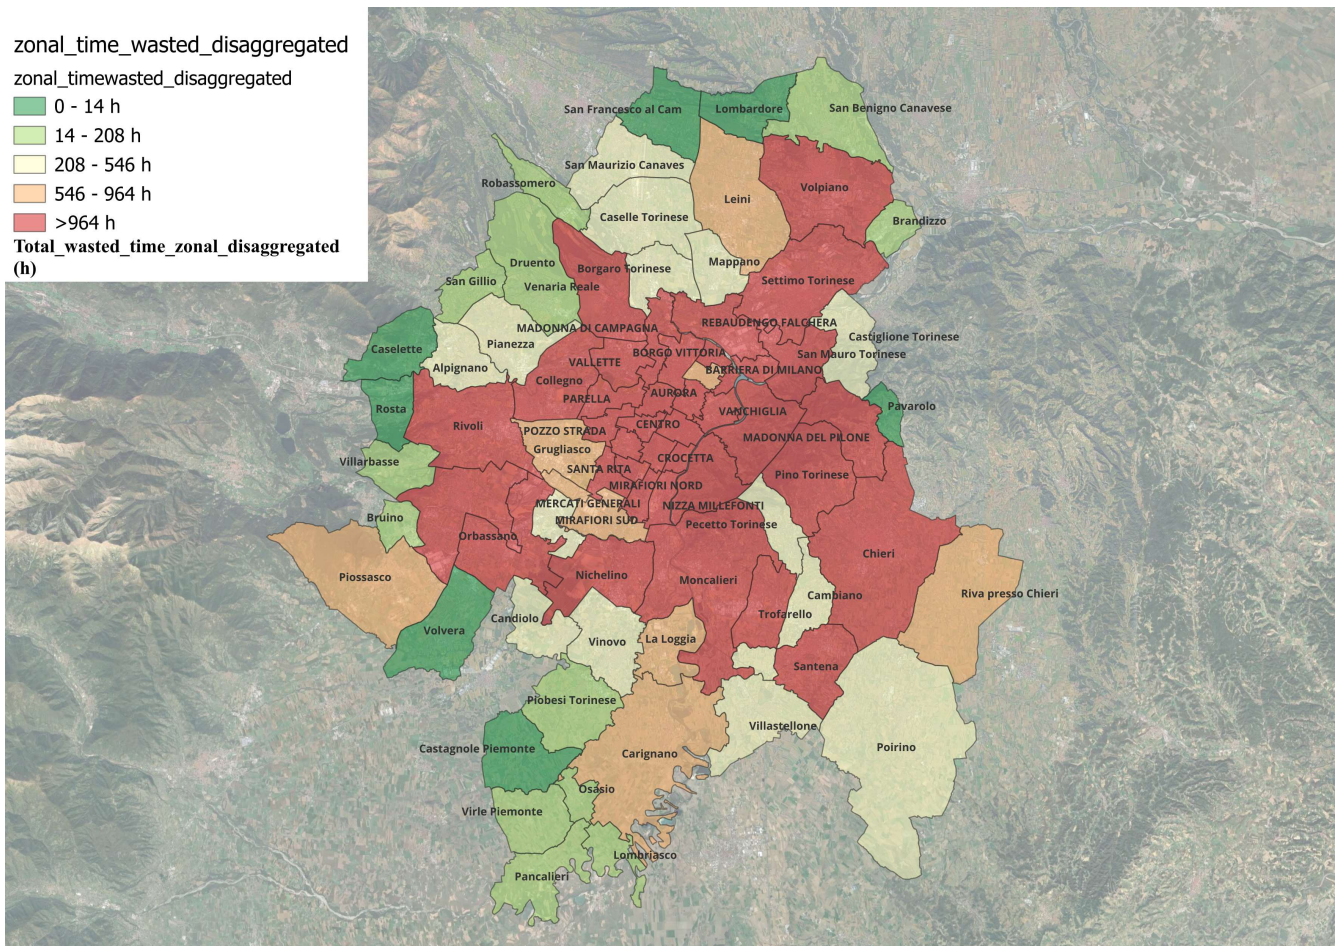 zonal_time_wasted_disaggregated
zonal_timewasted_disaggregated
0 - 14 h
14 - 208 h
208 - 546 h
546 - 964 h
>964 h
Total_wasted_time_zonal_disaggregated
(h)
San Francesco al Cam
Lombardore
San Benigno Canavese
San Maurizio Canaves
Robassomero
Leini
Volpiano
Caselle Torinese
Brandizzo
Druento
Borgaro Torinese
Mappano
San Gillio
Venaria Reale
Settimo Torinese
MADONNA DI CAMPAGNA
REBAUDENGO FALCHERA
Castiglione Torinese
Caselette
Pianezza
Alpignano
VALLETTE
BORGO VITTORIA
San Mauro Torinese
BARRIERA DI MILANO
Collegno
AURORA
PARELLA
Rosta
Pavarolo
VANCHIGLIA
Rivoli
POZZO STRADA
CENTRO
MADONNA DEL PILONE
Grugliasco
Villarbasse
CROCETTA
SANTA RITA
Pino Torinese
MIRAFIORI NORD
MERCATI GENERALI
NIZZA MILLEFONTI
Bruino
MIRAFIORI SUD
Pecetto Torinese
Orbassano
Chieri
Piossasco
Nichelino
Moncalieri
Cambiano
Riva presso Chieri
Candiolo
Trofarello
Volvera
Vinovo
La Loggia
Santena
Piobesi Torinese
Villastellone
Castagnole Piemonte
Carignano
Poirino
Osasio
Virle Piemonte
Lombriasco
Pancalieri